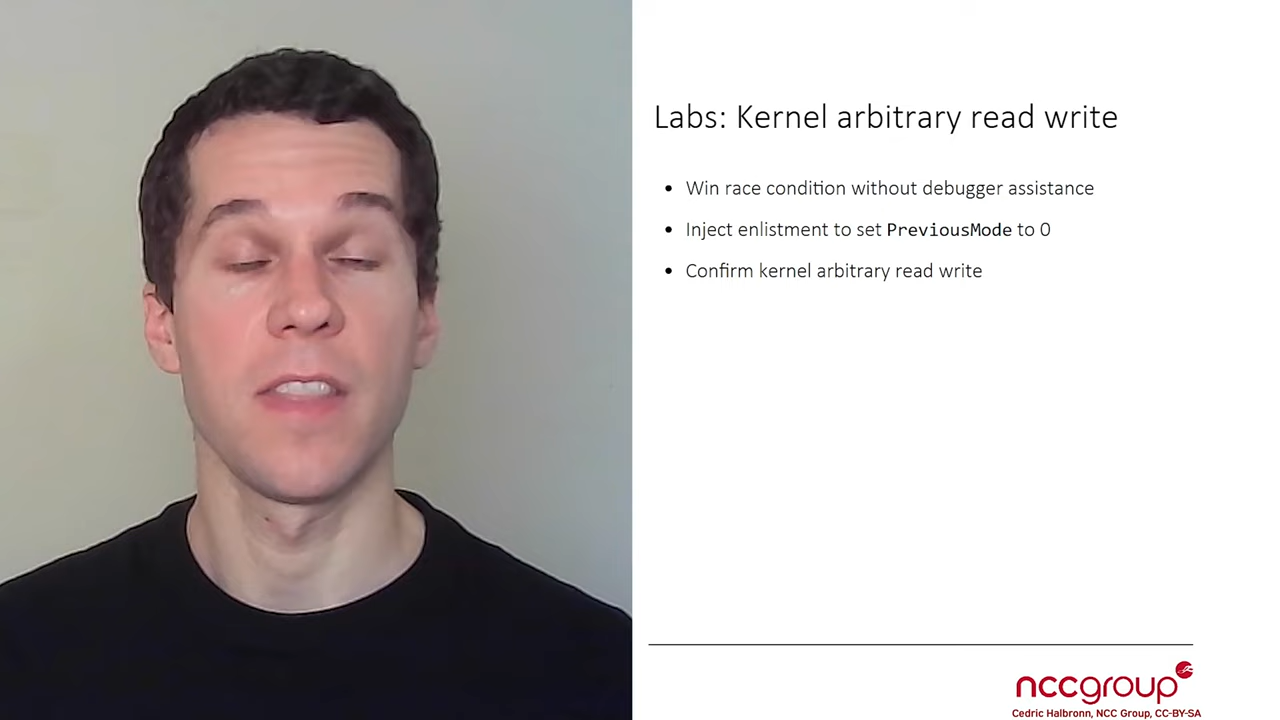 Labs: Kernel arbitrary read write
• Win race condition without debugger assistance
• Inject enlistment to set PreviousMode to 0
• Confirm kernel arbitrary read write
nccgroup
Cedric Halbronn, NCC Group, CC-BY-SA